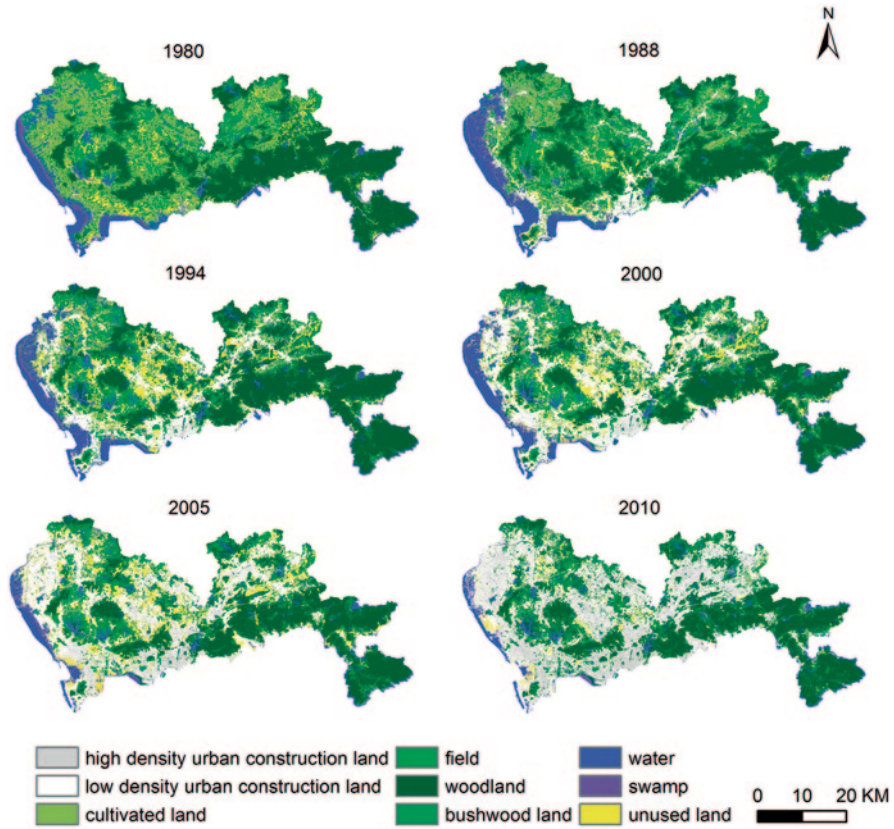 N
1980
1988
1994
2000
2005
2010
high density urban construction land
field
water
low density urban construction land
woodland
swamp
cultivated land
bushwood land
unused land
0 10 20 KM